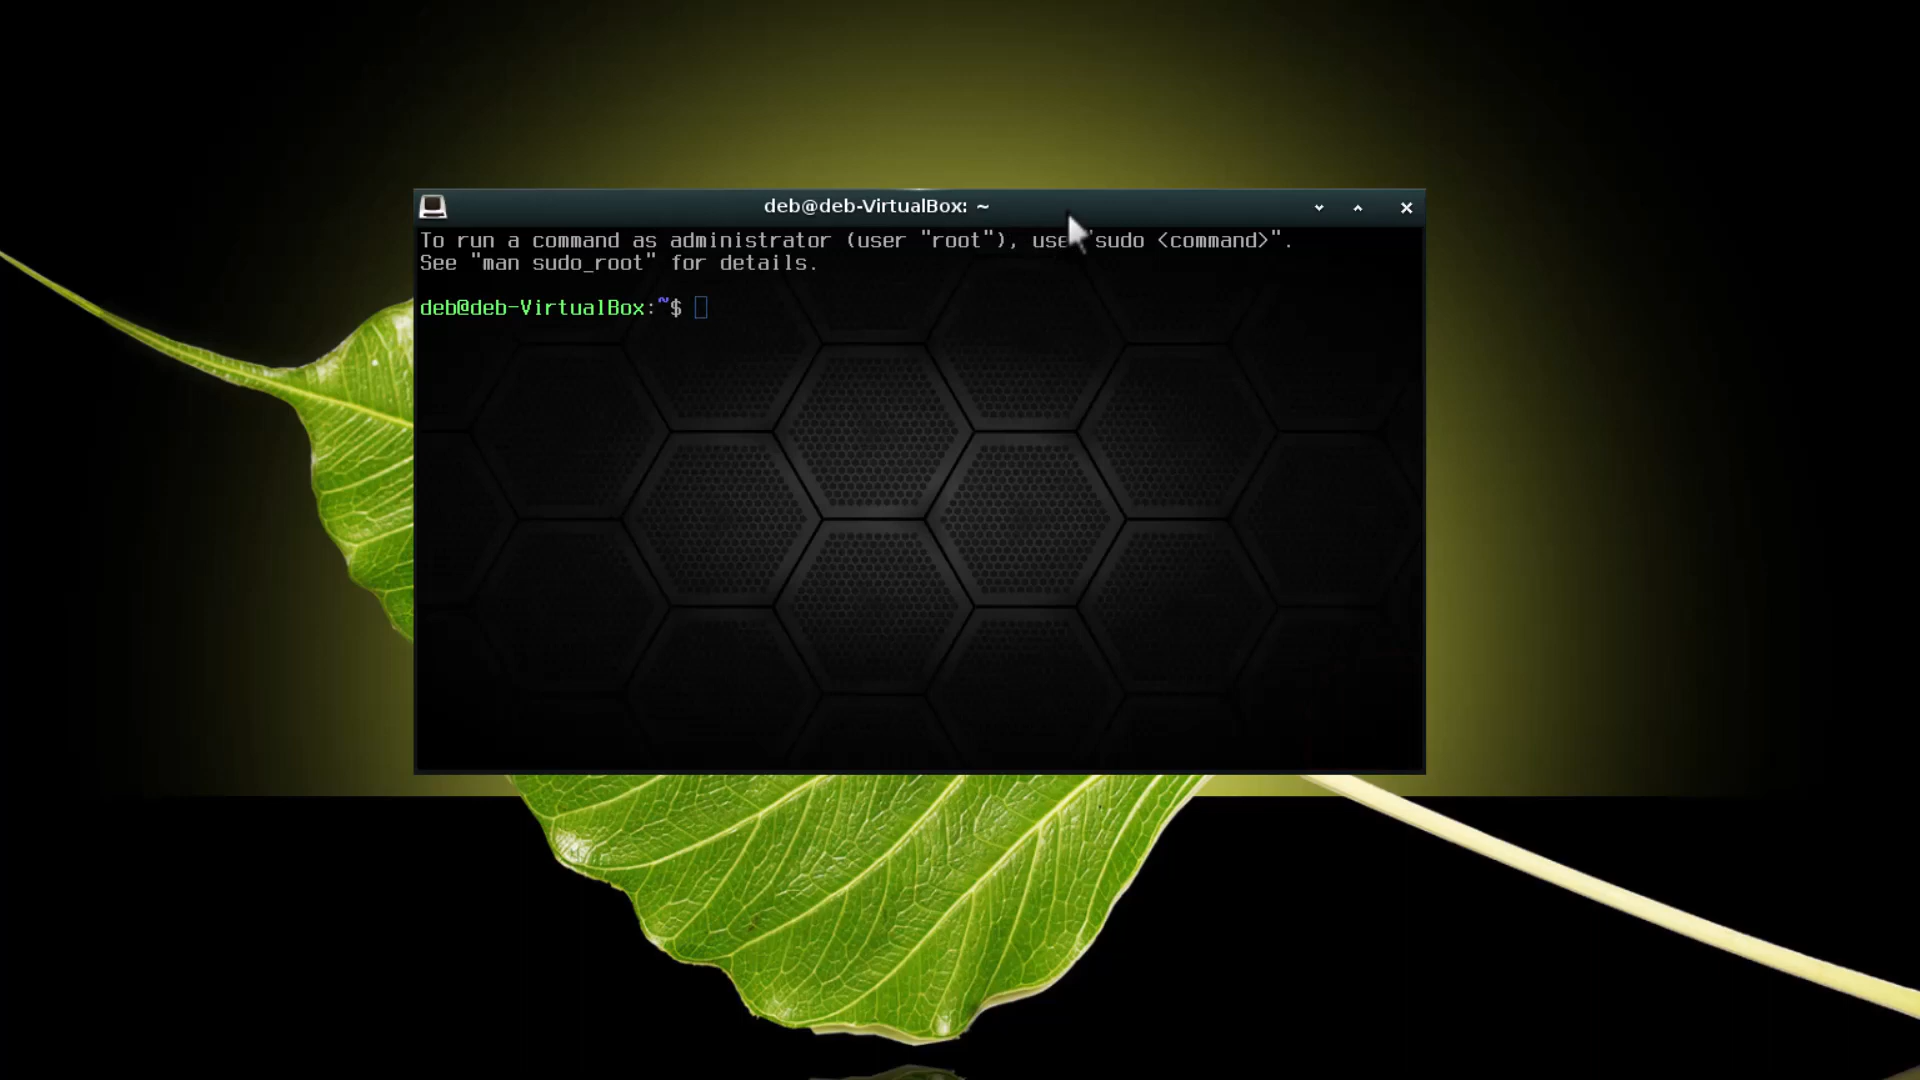 deb@deb-VirtualBox: ~
To run a command as administrator (user "root"), use "sudo <command>".
See "man sudo_root" for details.
deb@deb-VirtualBox:~$